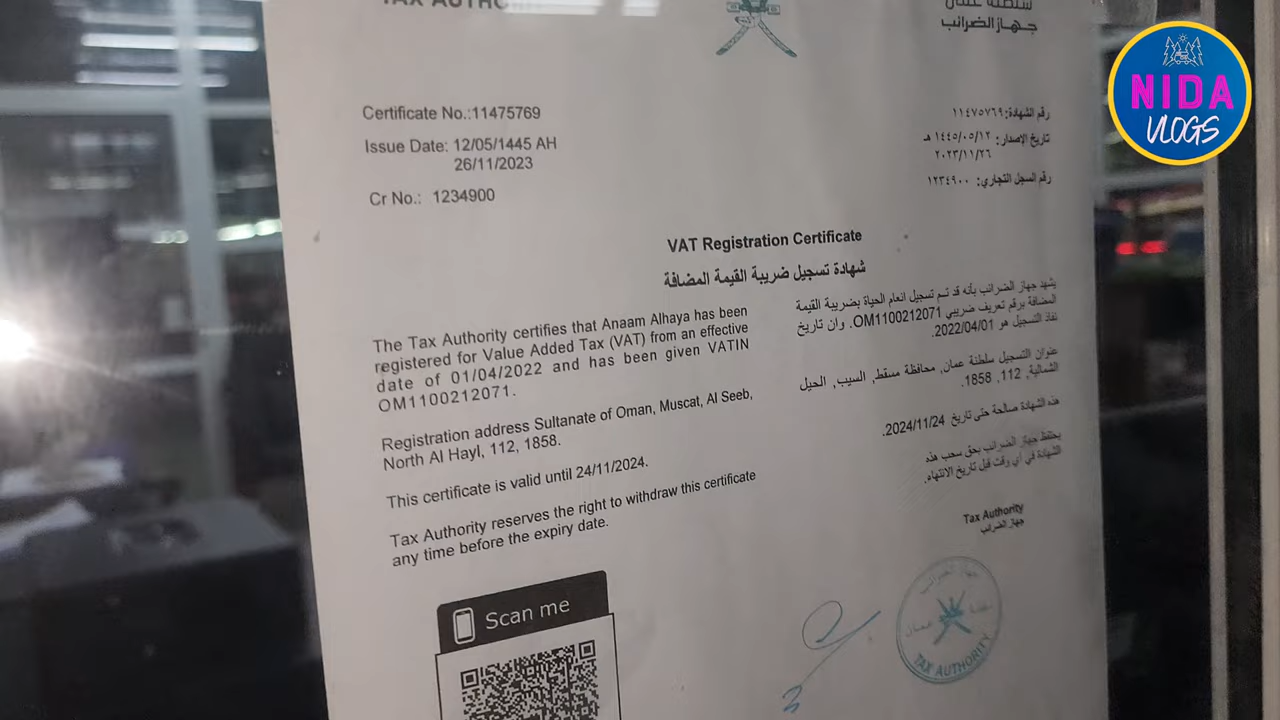 TAX AUTHO
سلطنة عمان
جهاز الضرائب
NIDA
VLOGS
Certificate No.:11475769
Issue Date: 12/05/1445 AH
26/11/2023
Cr No.: 1234900
رقم الشهادة: ١١٤٧٥٧٦٩
تاريخ الاصدار: ١٤٤٥/٠٥/١٢ هـ
٢٠٢٣/١١/٢٦
رقم السجل التجاري: ١٢٣٤٩٠٠
VAT Registration Certificate
شهادة تسجيل ضريبة القيمة المضافة
The Tax Authority certifies that Anaam Alhaya has been
registered for Value Added Tax (VAT) from an effective
date of 01/04/2022 and has been given VATIN
OM1100212071.
Registration address Sultanate of Oman, Muscat, Al Seeb,
North Al Hayl, 112, 1858.
This certificate is valid until 24/11/2024.
Tax Authority reserves the right to withdraw this certificate
any time before the expiry date.
يشهد جهاز الضرائب بأنه قد تم تسجيل انعام الحياة بضريبة القيمة
المضافة برقم تعريف ضريبي OM1100212071. وان تاريخ
نفاذ التسجيل هو 2022/04/01.
عنوان التسجيل سلطنة عمان, محافظة مسقط, السيب, الحيل
الشمالية, 112, 1858.
هذه الشهادة صالحة حتى تاريخ 2024/11/24.
يحتفظ جهاز الضرائب بحق سحب هذه
الشهادة في أي وقت قبل تاريخ الانتهاء.
Tax Authority
جهاز الضرائب
Scan me
جهاز الضرائب
سلطنة عمان
TAX AUTHORITY